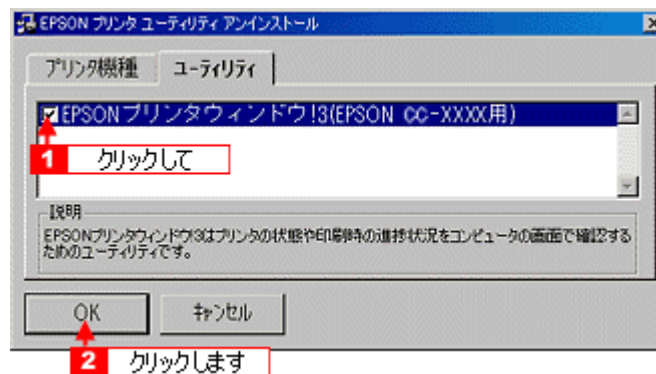 EPSON プリンタ ユーティリティ アンインストール
プリンタ機種 ユーティリティ
EPSONプリンタウィンドウ!3(EPSON CC-XXXX用)
1 クリックして
説明
EPSONプリンタウィンドウ!3はプリンタの状態や印刷時の進捗状況をコンピュータの画面で確認する
ためのユーティリティです。
OK キャンセル
2 クリックします